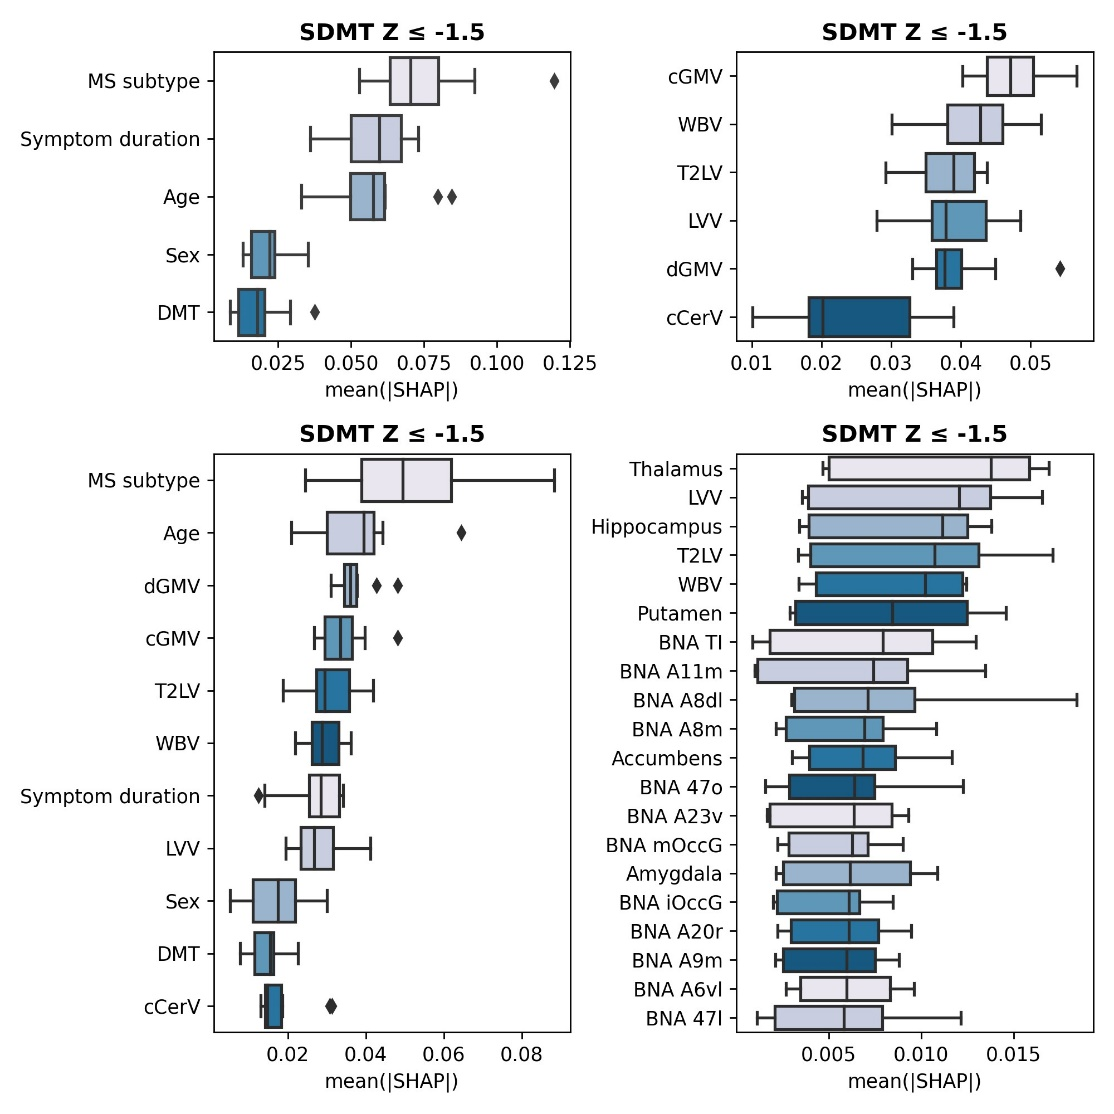 SDMT Z ≤ -1.5
MS subtype
Symptom duration
Age
Sex
DMT
0.025 0.050 0.075 0.100 0.125
mean(|SHAP|)
SDMT Z ≤ -1.5
cGMV
WBV
T2LV
LVV
dGMV
cCerV
0.01 0.02 0.03 0.04 0.05
mean(|SHAP|)
SDMT Z ≤ -1.5
MS subtype
Age
dGMV
cGMV
T2LV
WBV
Symptom duration
LVV
Sex
DMT
cCerV
0.02 0.04 0.06 0.08
mean(|SHAP|)
SDMT Z ≤ -1.5
Thalamus
LVV
Hippocampus
T2LV
WBV
Putamen
BNA TI
BNA A11m
BNA A8dl
BNA A8m
Accumbens
BNA 47o
BNA A23v
BNA mOccG
Amygdala
BNA iOccG
BNA A20r
BNA A9m
BNA A6vl
BNA 47l
0.005 0.010 0.015
mean(|SHAP|)